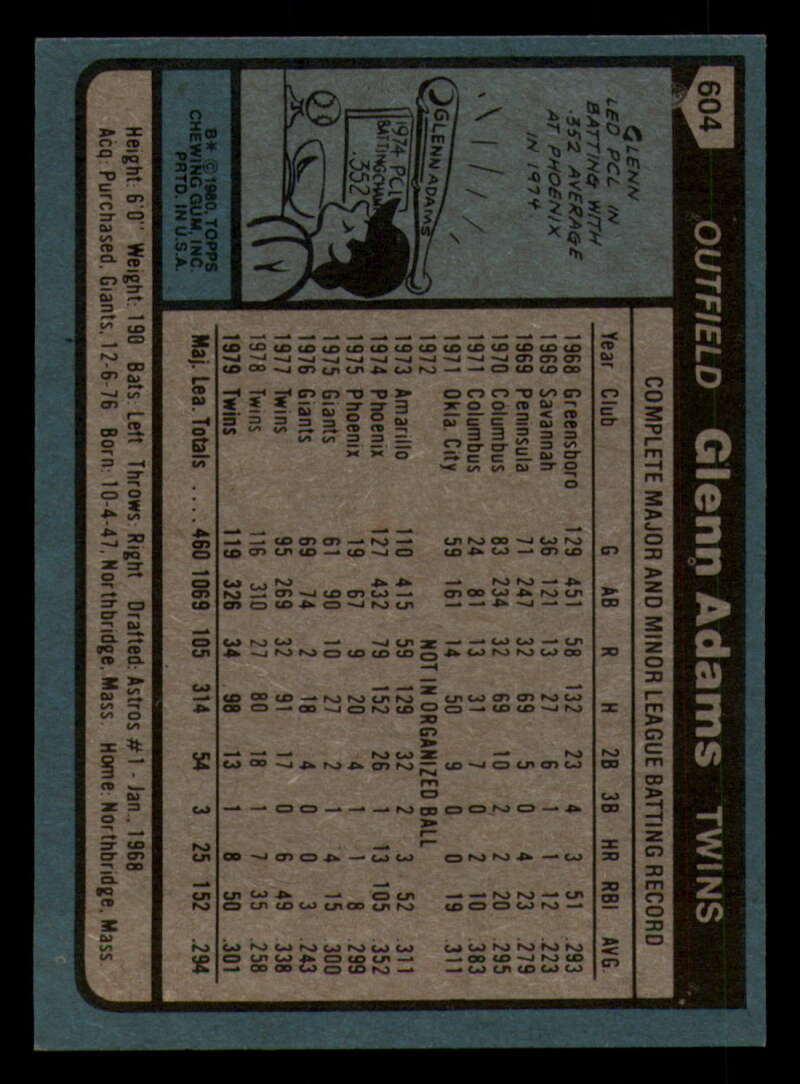 604 OUTFIELD Glenn Adams TWINS
GLENN
LED PCL IN
BATTING WITH
.352 AVERAGE
AT PHOENIX
IN 1974.
GLENN ADAMS
1974 PCL
BATTING CHAM
.352
B* © 1980, TOPPS
CHEWING GUM, INC.
PRTD. IN U.S.A.
COMPLETE MAJOR AND MINOR LEAGUE BATTING RECORD
Year Club G AB R H 2B 3B HR RBI AVG.
1968 Greensboro 129 451 58 132 23 4 3 51 .293
1969 Savannah 36 121 13 27 6 1 1 12 .223
1969 Peninsula 71 247 32 69 5 0 4 23 .279
1970 Columbus 83 234 32 69 10 2 2 20 .295
1971 Columbus 24 81 13 31 7 0 2 10 .383
1971 Okla. City 59 161 14 50 9 0 0 19 .311
1972 NOT IN ORGANIZED BALL
1973 Amarillo 110 415 59 129 32 2 3 52 .311
1974 Phoenix 127 432 79 152 26 1 13 105 .352
1975 Phoenix 19 67 9 20 4 1 1 8 .299
1975 Giants 61 90 10 27 2 1 4 15 .300
1976 Giants 69 74 2 18 4 0 0 3 .243
1977 Twins 95 269 32 91 17 0 6 49 .338
1978 Twins 116 310 27 80 18 1 7 35 .258
1979 Twins 119 326 34 98 13 1 8 50 .301
Maj. Lea. Totals .... 460 1069 105 314 54 3 25 152 .294
Height: 6'0" Weight: 190 Bats: Left Throws: Right Drafted: Astros #1 - Jan., 1968
Acq: Purchased, Giants, 12-6-76 Born: 10-4-47, Northbridge, Mass. Home: Northbridge, Mass